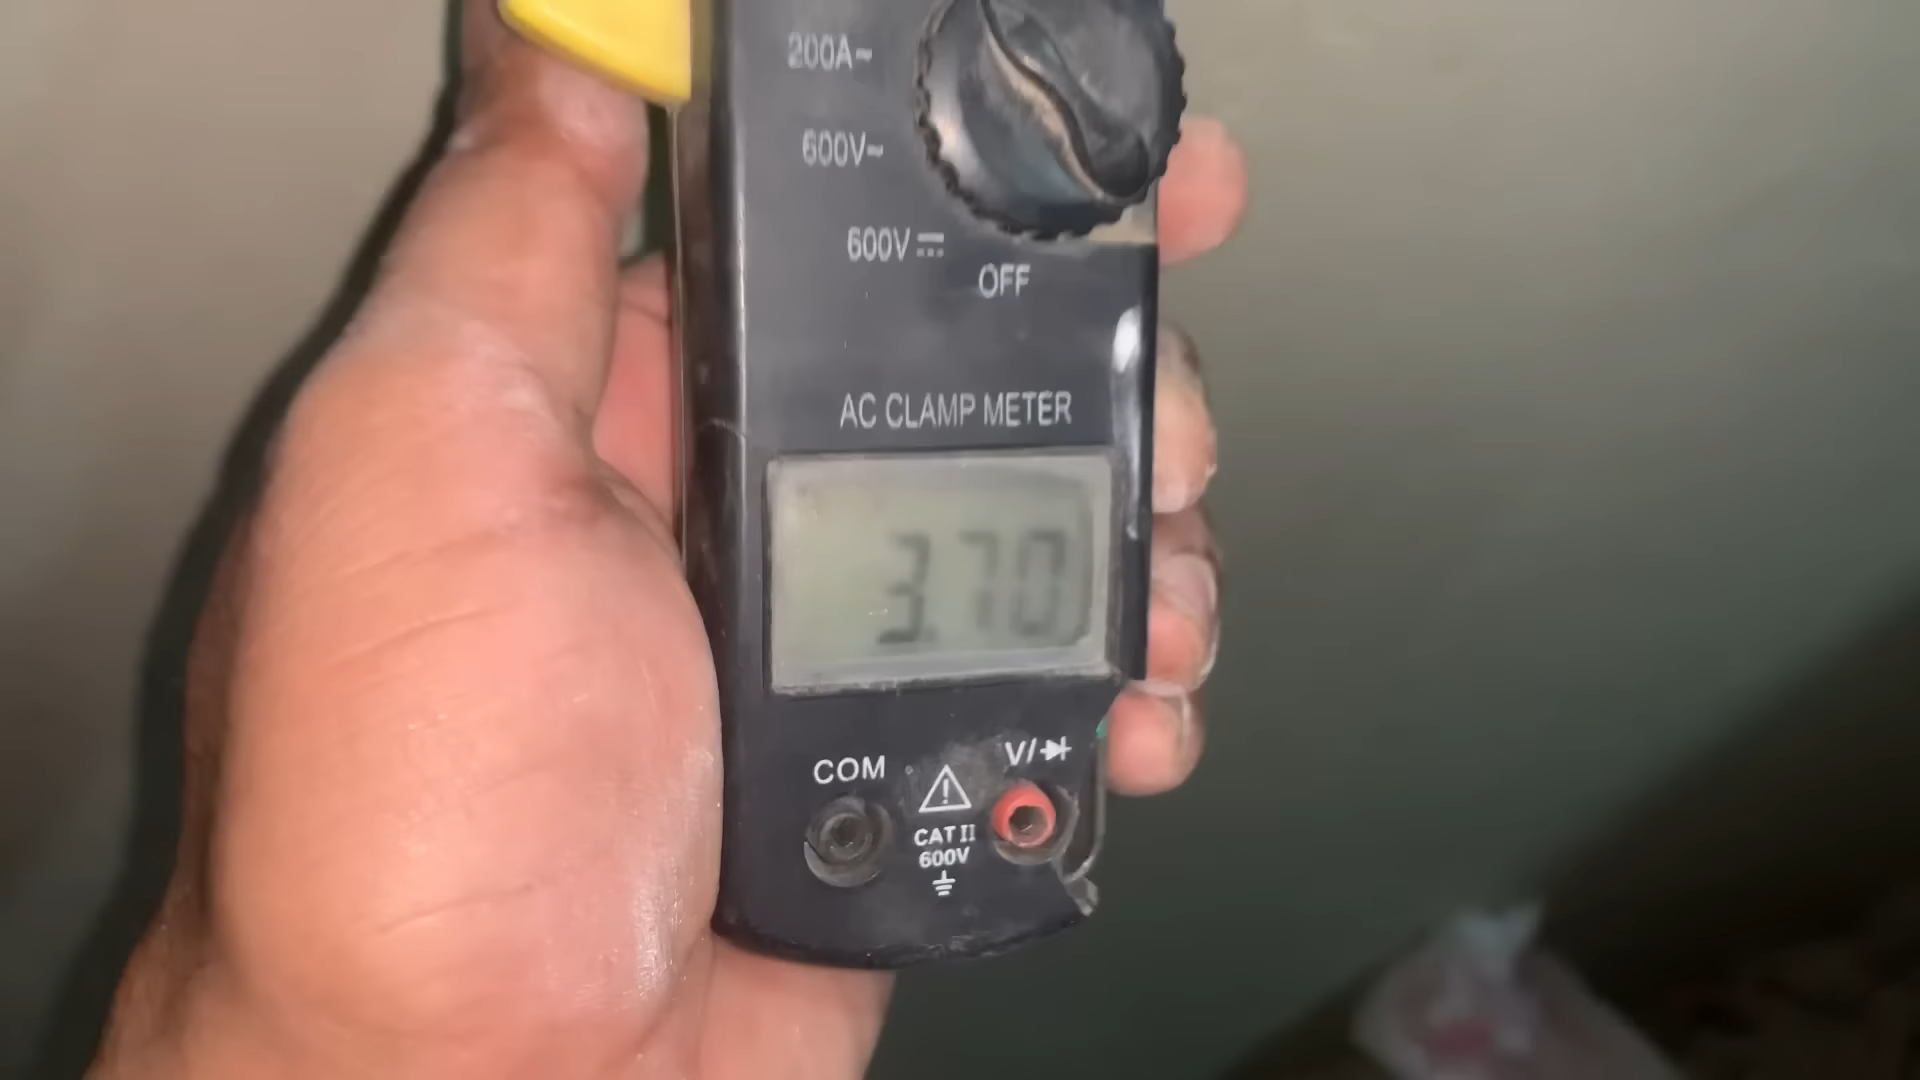 200A~
600V~
600V⎓
OFF
AC CLAMP METER
3.70
COM
V/
CAT II
600V